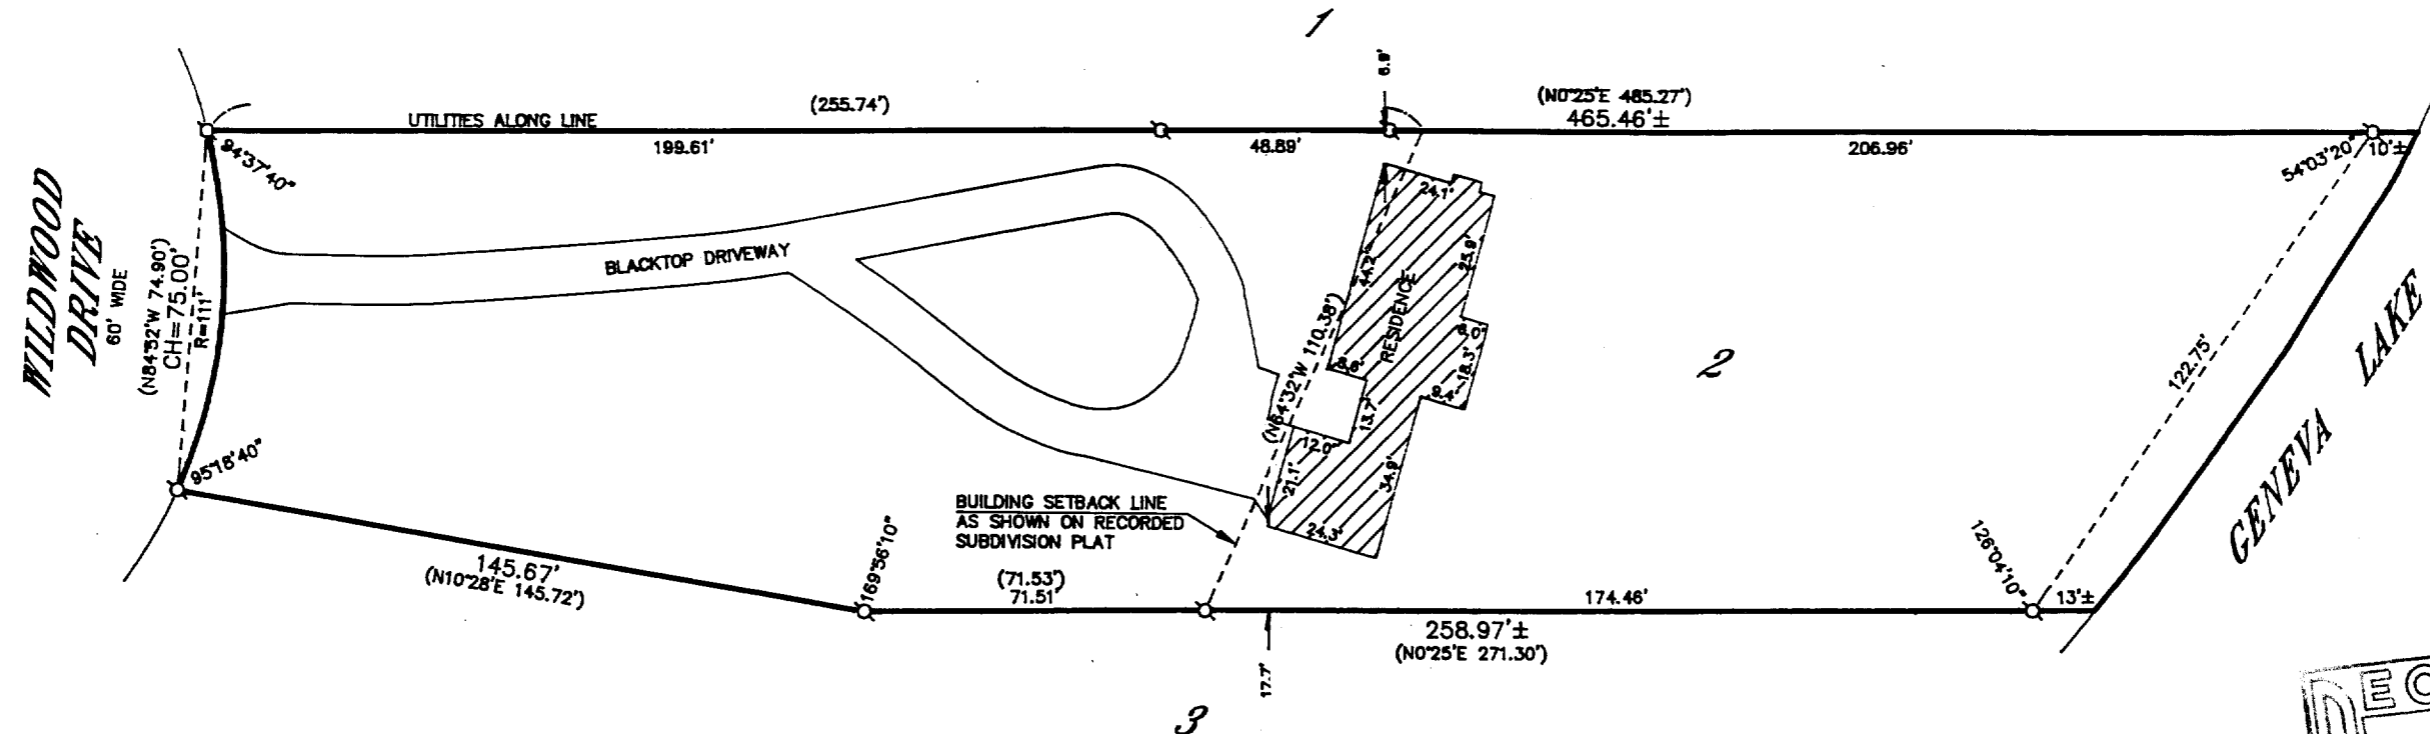 1
6.9'
(N0°25'E 485.27')
465.46'±
(255.74')
UTILITIES ALONG LINE
199.61'
48.89'
206.96'
10'±
54°03'20"
94°37'40"
WILDWOOD
DRIVE
60' WIDE
(N84°52'W 74.90')
CH=75.00'
R=111'
95°18'40"
BLACKTOP DRIVEWAY
24.1'
44.2'
25.9'
RESIDENCE
6.0'
18.3'
9.4'
8.6'
13.7'
12.0'
21.1'
34.9'
24.3'
(N64°32'W 110.38')
2
122.75'
GENEVA LAKE
BUILDING SETBACK LINE
AS SHOWN ON RECORDED
SUBDIVISION PLAT
145.67'
(N10°28'E 145.72')
169°56'10"
(71.53')
71.51'
174.46'
126°04'10"
13'±
258.97'±
(N0°25'E 271.30')
17.7'
3